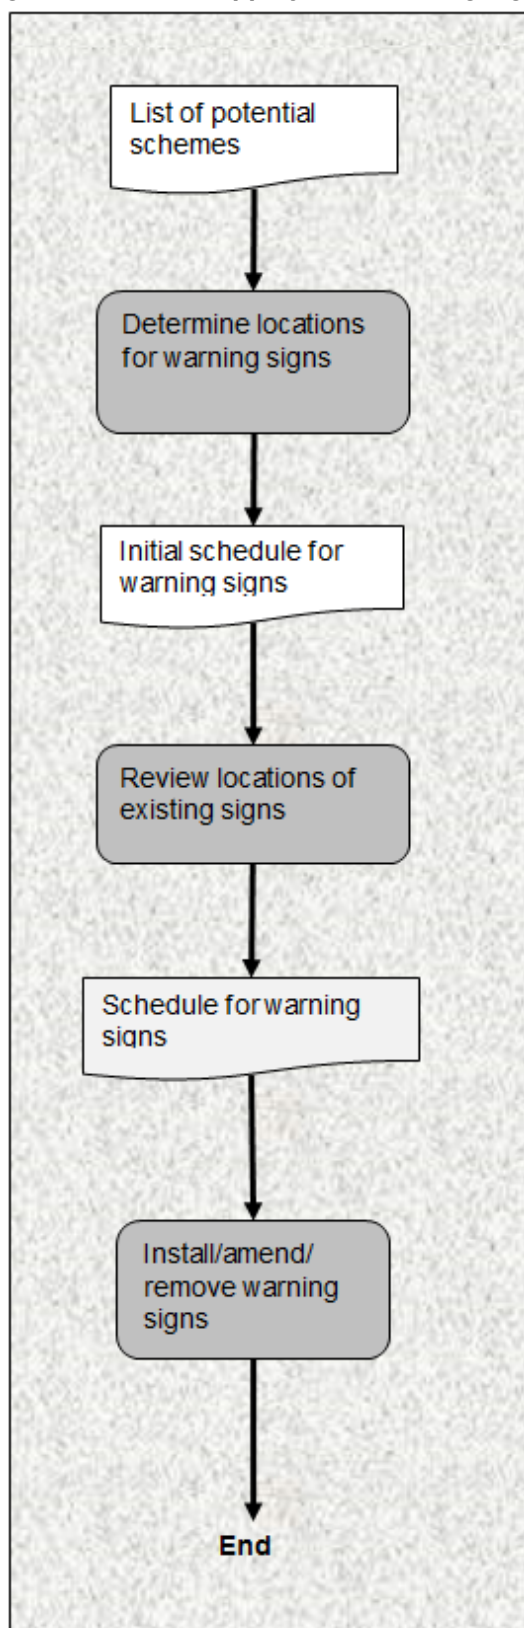 List of potential
schemes
Determine locations
for warning signs
Initial schedule for
warning signs
Review locations of
existing signs
Schedule for warning
signs
Install/amend/
remove warning
signs
End